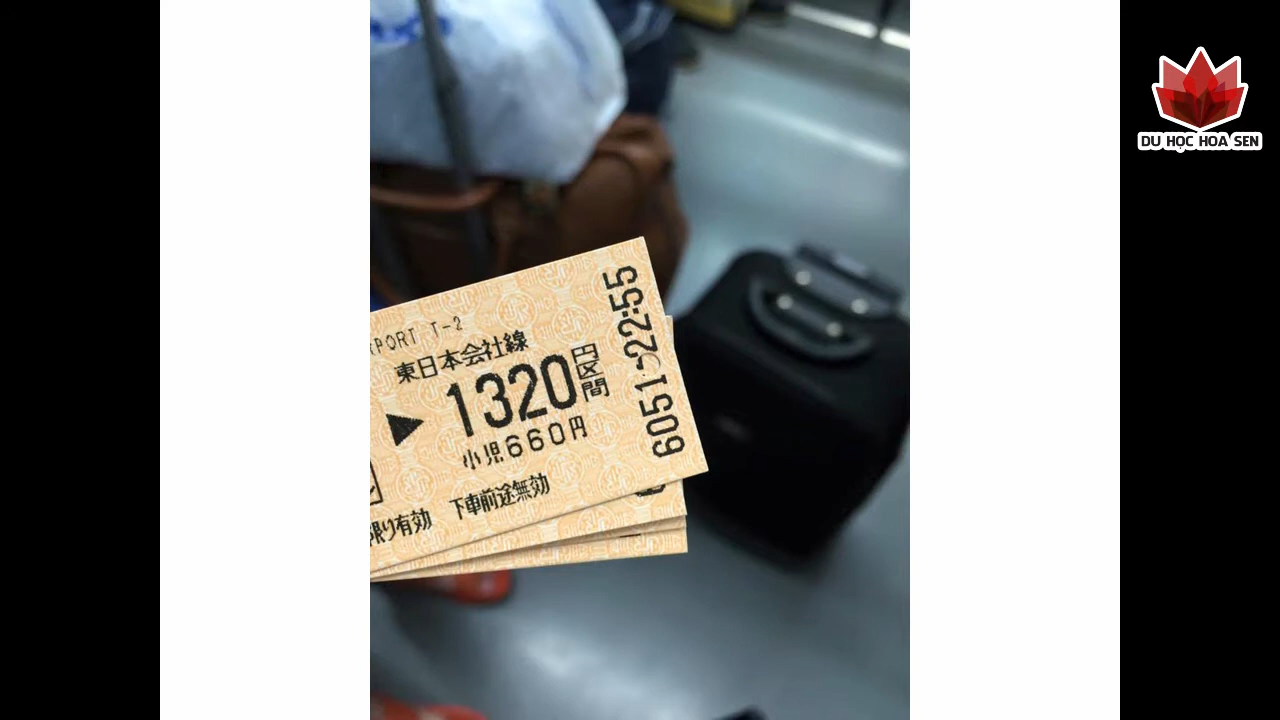 RPORT T-2
東日本会社線
▶ 1320円区間
小児660円
限り有効 下車前途無効
6051 22:55
DU HỌC HOA SEN